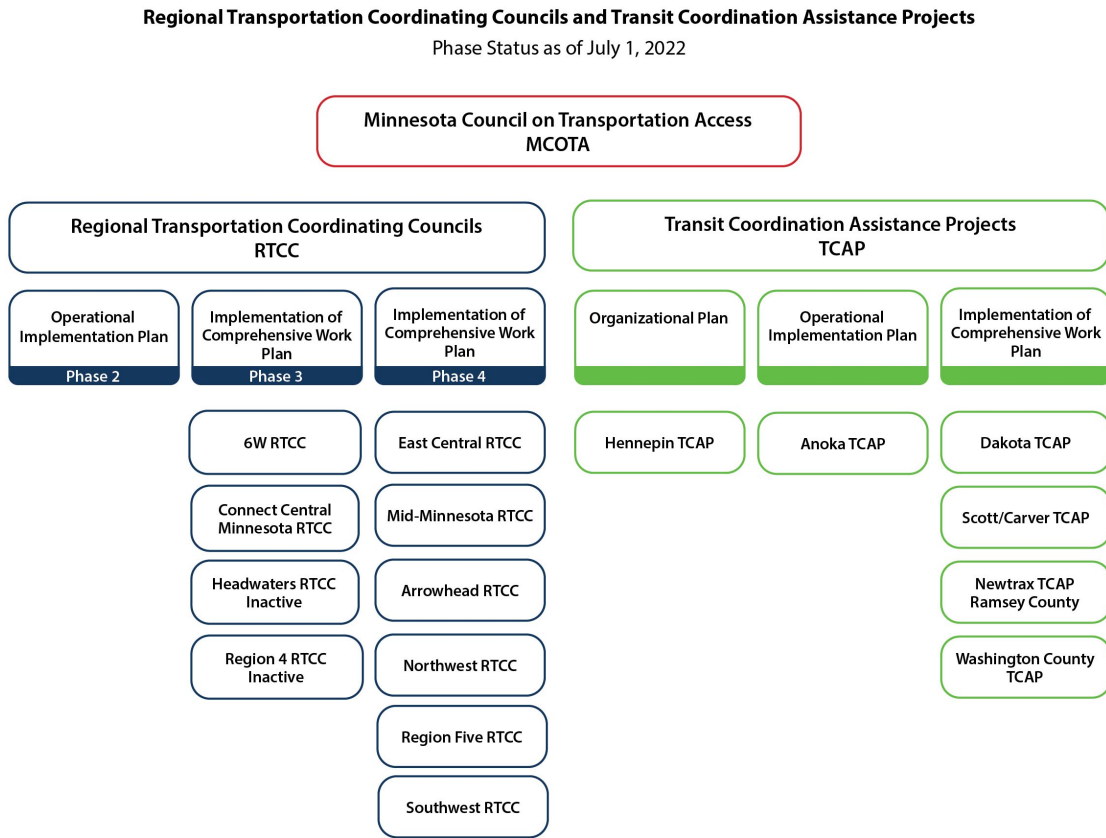 Regional Transportation Coordinating Councils and Transit Coordination Assistance Projects
Phase Status as of July 1, 2022
Minnesota Council on Transportation Access
MCOTA
Regional Transportation Coordinating Councils
RTCC
Transit Coordination Assistance Projects
TCAP
Operational
Implementation Plan
Phase 2
Implementation of
Comprehensive Work
Plan
Phase 3
Implementation of
Comprehensive Work
Plan
Phase 4
Organizational Plan
Operational
Implementation Plan
Implementation of
Comprehensive Work
Plan
6W RTCC
Connect Central
Minnesota RTCC
Headwaters RTCC
Inactive
Region 4 RTCC
Inactive
East Central RTCC
Mid-Minnesota RTCC
Arrowhead RTCC
Northwest RTCC
Region Five RTCC
Southwest RTCC
Hennepin TCAP
Anoka TCAP
Dakota TCAP
Scott/Carver TCAP
Newtrax TCAP
Ramsey County
Washington County
TCAP